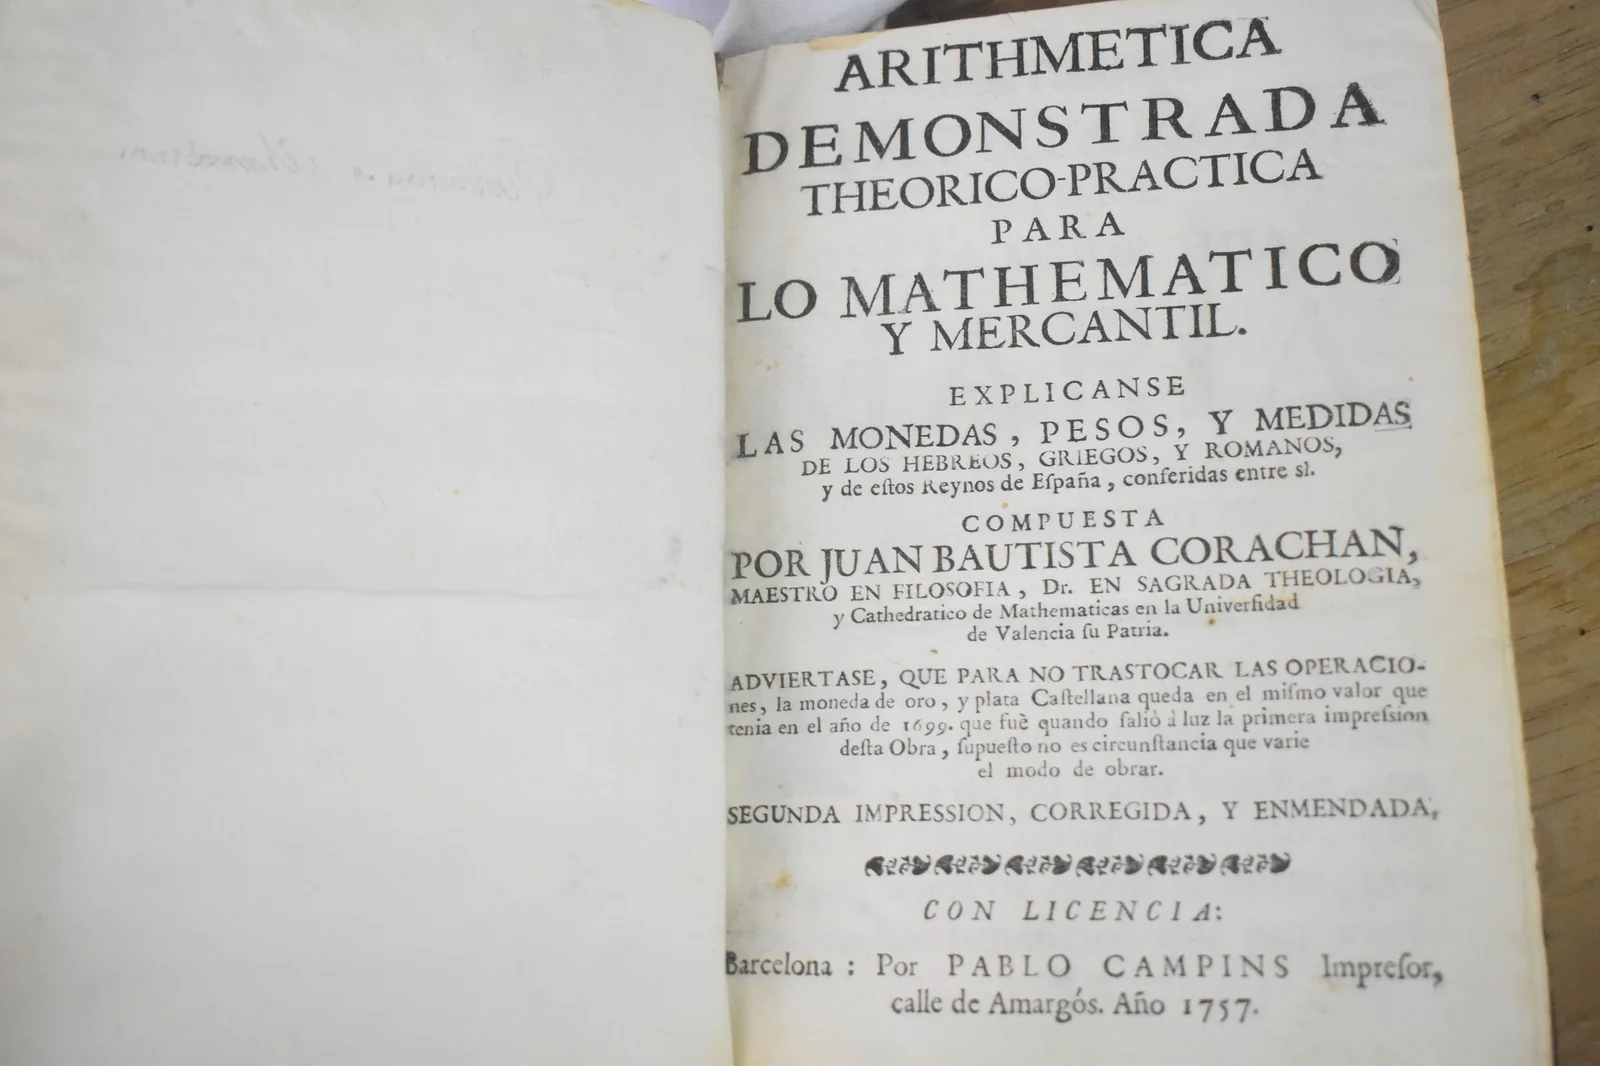 ARITHMETICA
DEMONSTRADA
THEORICO-PRACTICA
PARA
LO MATHEMATICO
Y MERCANTIL.
EXPLICANSE
LAS MONEDAS, PESOS, Y MEDIDAS
DE LOS HEBREOS, GRIEGOS, Y ROMANOS,
y de eſtos Reynos de Eſpaña, conferidas entre sì.
COMPUESTA
POR JUAN BAUTISTA CORACHAN,
MAESTRO EN FILOSOFIA, Dr. EN SAGRADA THEOLOGIA,
y Cathedratico de Mathematicas en la Univerſidad
de Valencia ſu Patria.
ADVIERTASE, QUE PARA NO TRASTOCAR LAS OPERACIO-
nes, la moneda de oro, y plata Caſtellana queda en el miſmo valor que
tenia en el año de 1699. que fuè quando ſaliò à luz la primera impreſsion
deſta Obra, ſupueſto no es circunſtancia que varie
el modo de obrar.
SEGUNDA IMPRESSION, CORREGIDA, Y ENMENDADA,
CON LICENCIA:
Barcelona: Por PABLO CAMPINS Impreſor,
calle de Amargós. Año 1757.